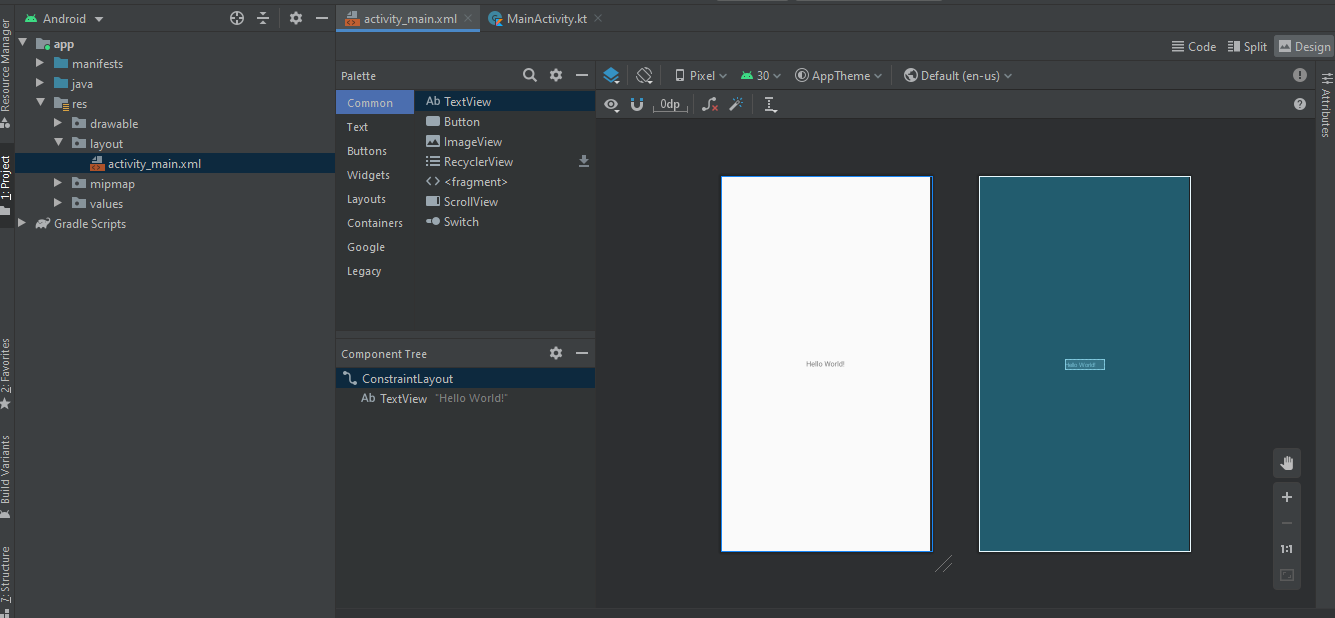 Android
activity_main.xml
MainActivity.kt
Resource Manager
1: Project
2: Favorites
Build Variants
7: Structure
app
manifests
java
res
drawable
layout
activity_main.xml
mipmap
values
Gradle Scripts
Code
Split
Design
Palette
Common
Text
Buttons
Widgets
Layouts
Containers
Google
Legacy
Ab TextView
Button
ImageView
RecyclerView
<fragment>
ScrollView
Switch
Component Tree
ConstraintLayout
Ab TextView "Hello World!"
Pixel
30
AppTheme
Default (en-us)
0dp
Hello World!
Hello World!
1:1
Attributes